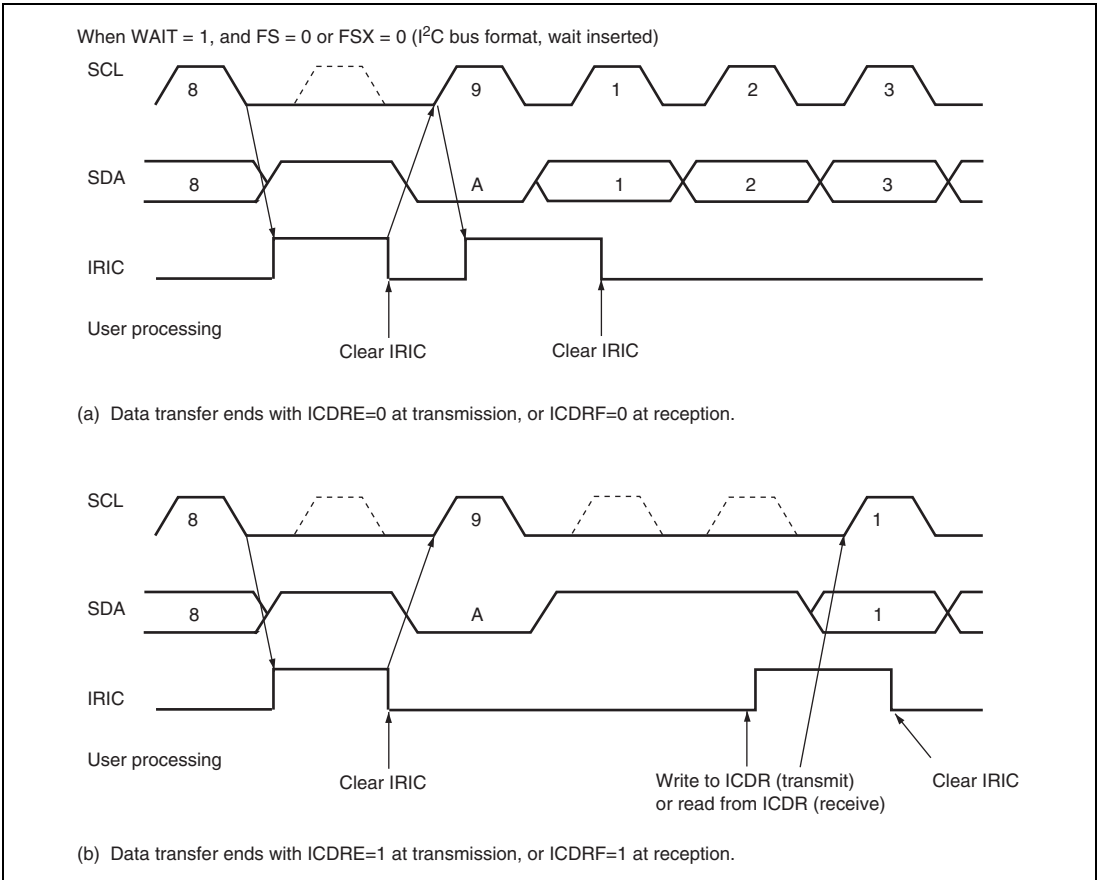 When WAIT = 1, and FS = 0 or FSX = 0 (I²C bus format, wait inserted)
SCL
8
9
1
2
3
SDA
8
A
1
2
3
IRIC
User processing
Clear IRIC
Clear IRIC
(a) Data transfer ends with ICDRE=0 at transmission, or ICDRF=0 at reception.
SCL
8
9
1
SDA
8
A
1
IRIC
User processing
Clear IRIC
Write to ICDR (transmit)
or read from ICDR (receive)
Clear IRIC
(b) Data transfer ends with ICDRE=1 at transmission, or ICDRF=1 at reception.